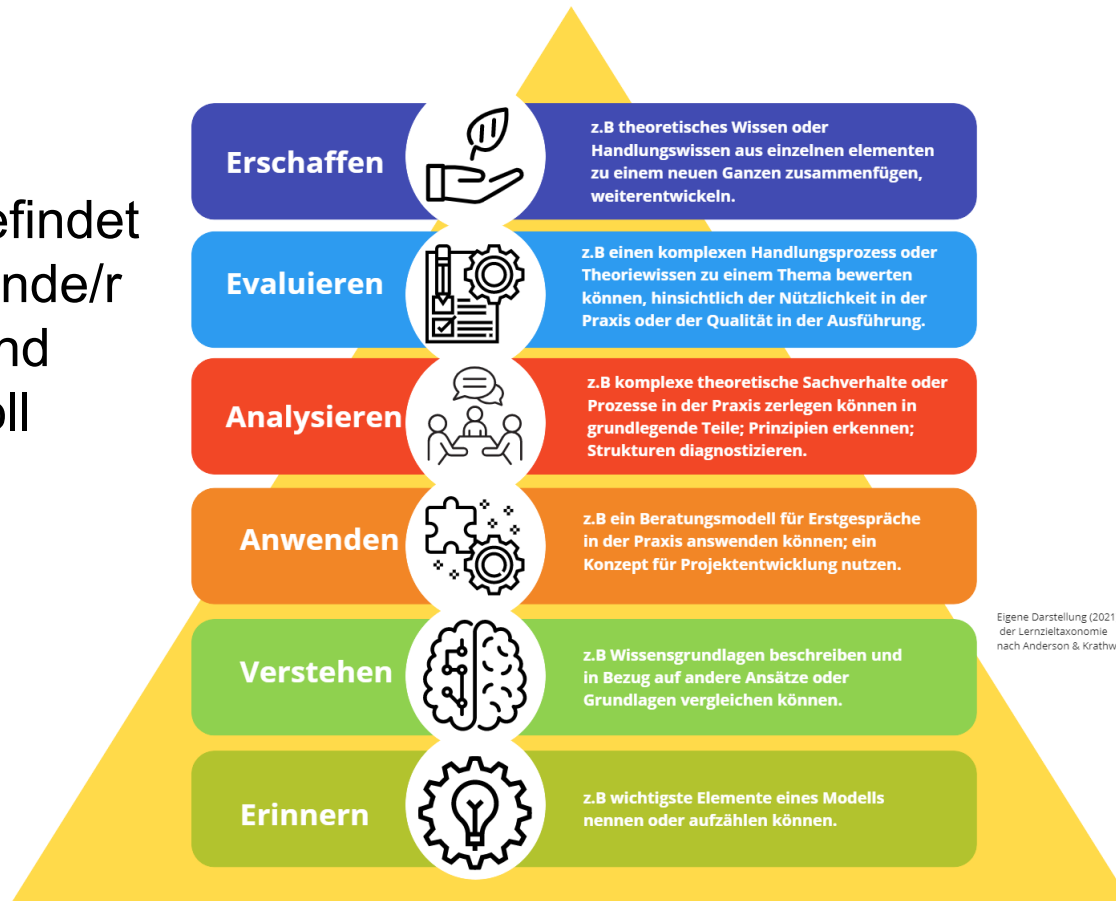 efindet
nde/r
nd
oll
Erschaffen
z.B theoretisches Wissen oder
Handlungswissen aus einzelnen elementen
zu einem neuen Ganzen zusammenfügen,
weiterentwickeln.
Evaluieren
z.B einen komplexen Handlungsprozess oder
Theoriewissen zu einem Thema bewerten
können, hinsichtlich der Nützlichkeit in der
Praxis oder der Qualität in der Ausführung.
Analysieren
z.B komplexe theoretische Sachverhalte oder
Prozesse in der Praxis zerlegen können in
grundlegende Teile; Prinzipien erkennen;
Strukturen diagnostizieren.
Anwenden
z.B ein Beratungsmodell für Erstgespräche
in der Praxis answenden können; ein
Konzept für Projektentwicklung nutzen.
Eigene Darstellung (2021
der Lernzieltaxonomie
nach Anderson & Krathw
Verstehen
z.B Wissensgrundlagen beschreiben und
in Bezug auf andere Ansätze oder
Grundlagen vergleichen können.
Erinnern
z.B wichtigste Elemente eines Modells
nennen oder aufzählen können.